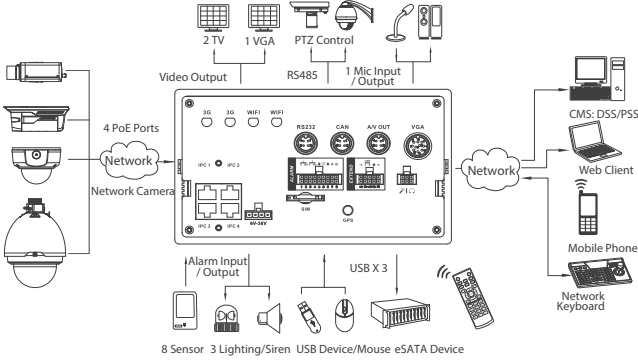 2 TV
1 VGA
PTZ Control
Video Output
RS485
1 Mic Input
/ Output
3G 3G WIFI WIFI
RS232 CAN A/V OUT VGA
CMS: DSS/PSS
4 PoE Ports
Network
Network Camera
IPC 1 IPC 2
ALARM
EXTEND
Network
Web Client
SIM
GPS
IPC 3 IPC 4
6V-36V
Mobile Phone
Alarm Input
/ Output
USB X 3
Network
Keyboard
8 Sensor 3 Lighting/Siren USB Device/Mouse eSATA Device